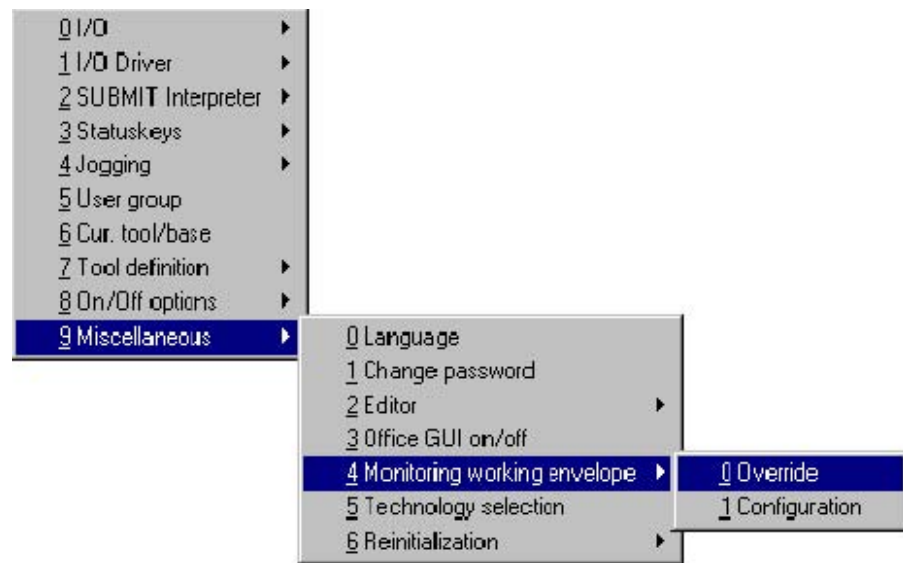 0 I/O
1 I/O Driver
2 SUBMIT Interpreter
3 Statuskeys
4 Jogging
5 User group
6 Cur. tool/base
7 Tool definition
8 On/Off options
9 Miscellaneous
0 Language
1 Change password
2 Editor
3 Office GUI on/off
4 Monitoring working envelope
5 Technology selection
6 Reinitialization
0 Override
1 Configuration